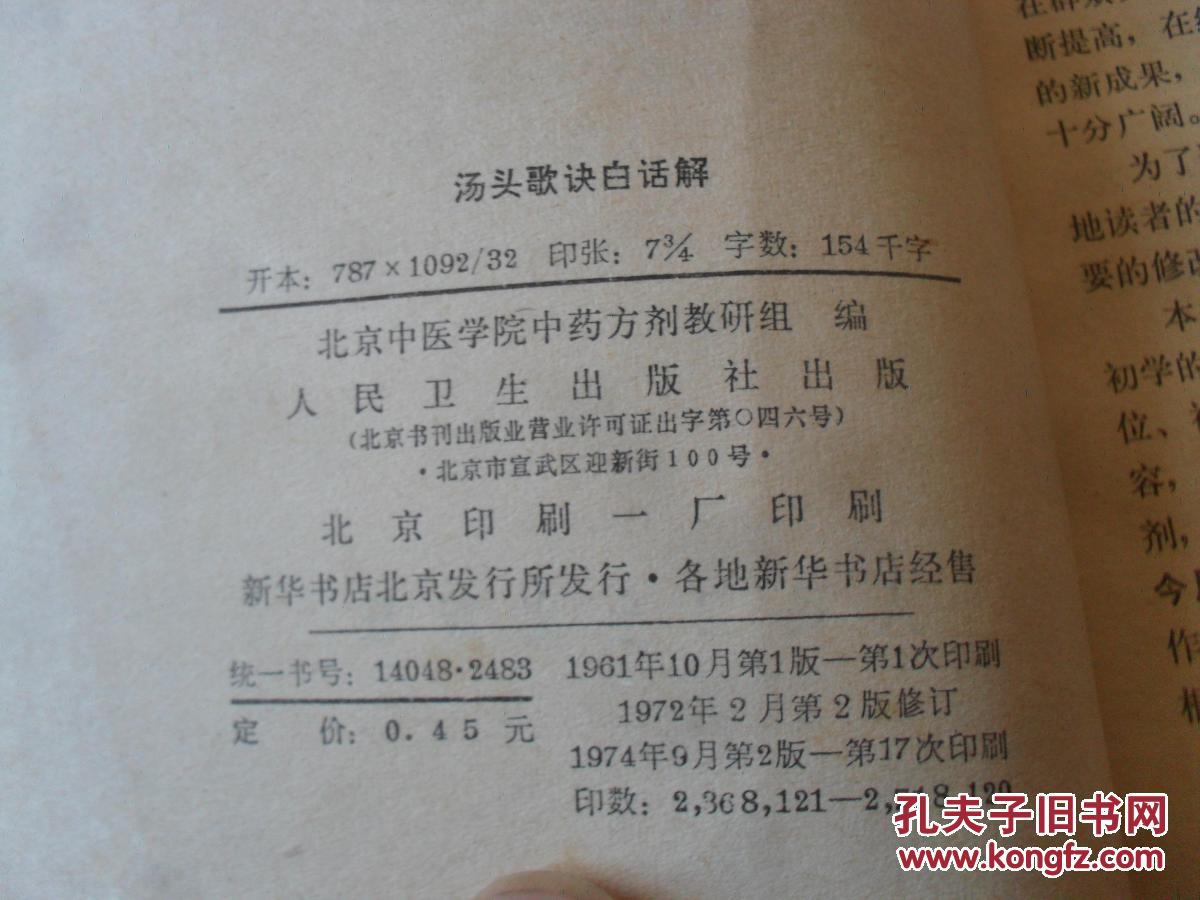 汤头歌诀白话解
开本：787×1092/32 印张：7¾ 字数：154千字
北京中医学院中药方剂教研组 编
人民卫生出版社出版
(北京书刊出版业营业许可证出字第〇四六号)
·北京市宣武区迎新街100号·
北京印刷一厂印刷
新华书店北京发行所发行·各地新华书店经售
统一书号：14048·2483
定 价：0.45元
1961年10月第1版—第1次印刷
1972年2月第2版修订
1974年9月第2版—第17次印刷
印数：2,368,121—
断提高，在
的新成果，
十分广阔。
为了
地读者的
要的修
本
初学的
位、
容，
剂，
今
作
孔夫子旧书网
www.kongfz.com